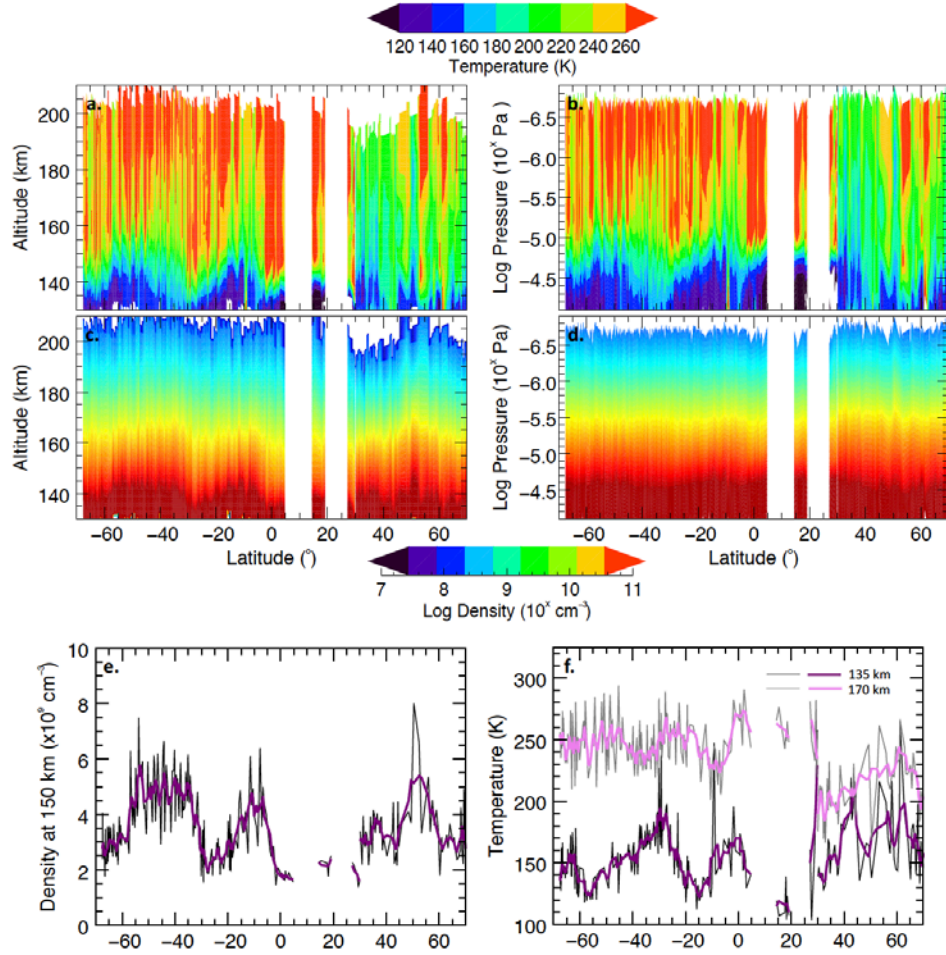 120 140 160 180 200 220 240 260
Temperature (K)
a.
200
180
160
140
Altitude (km)
b.
−6.5
−6.0
−5.5
−5.0
−4.5
Log Pressure (10ˣ Pa)
c.
200
180
160
140
Altitude (km)
−60 −40 −20 0 20 40 60
Latitude (°)
d.
−6.5
−6.0
−5.5
−5.0
−4.5
Log Pressure (10ˣ Pa)
−60 −40 −20 0 20 40 60
Latitude (°)
7 8 9 10 11
Log Density (10ˣ cm⁻³)
e.
10
8
6
4
2
0
Density at 150 km (x10⁹ cm⁻³)
−60 −40 −20 0 20 40 60
f.
135 km
170 km
300
250
200
150
100
Temperature (K)
−60 −40 −20 0 20 40 60